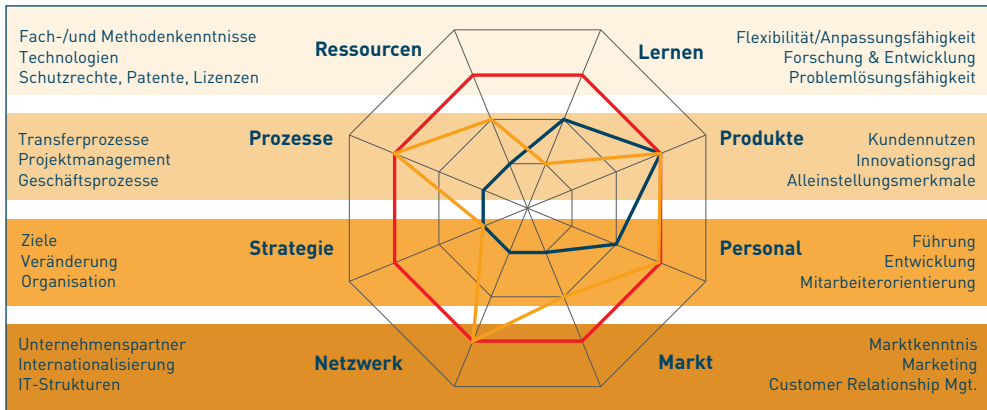 Fach-/und Methodenkenntnisse
Technologien
Schutzrechte, Patente, Lizenzen
Ressourcen
Lernen
Flexibilität/Anpassungsfähigkeit
Forschung & Entwicklung
Problemlösungsfähigkeit
Transferprozesse
Projektmanagement
Geschäftsprozesse
Prozesse
Produkte
Kundennutzen
Innovationsgrad
Alleinstellungsmerkmale
Ziele
Veränderung
Organisation
Strategie
Personal
Führung
Entwicklung
Mitarbeiterorientierung
Unternehmenspartner
Internationalisierung
IT-Strukturen
Netzwerk
Markt
Marktkenntnis
Marketing
Customer Relationship Mgt.